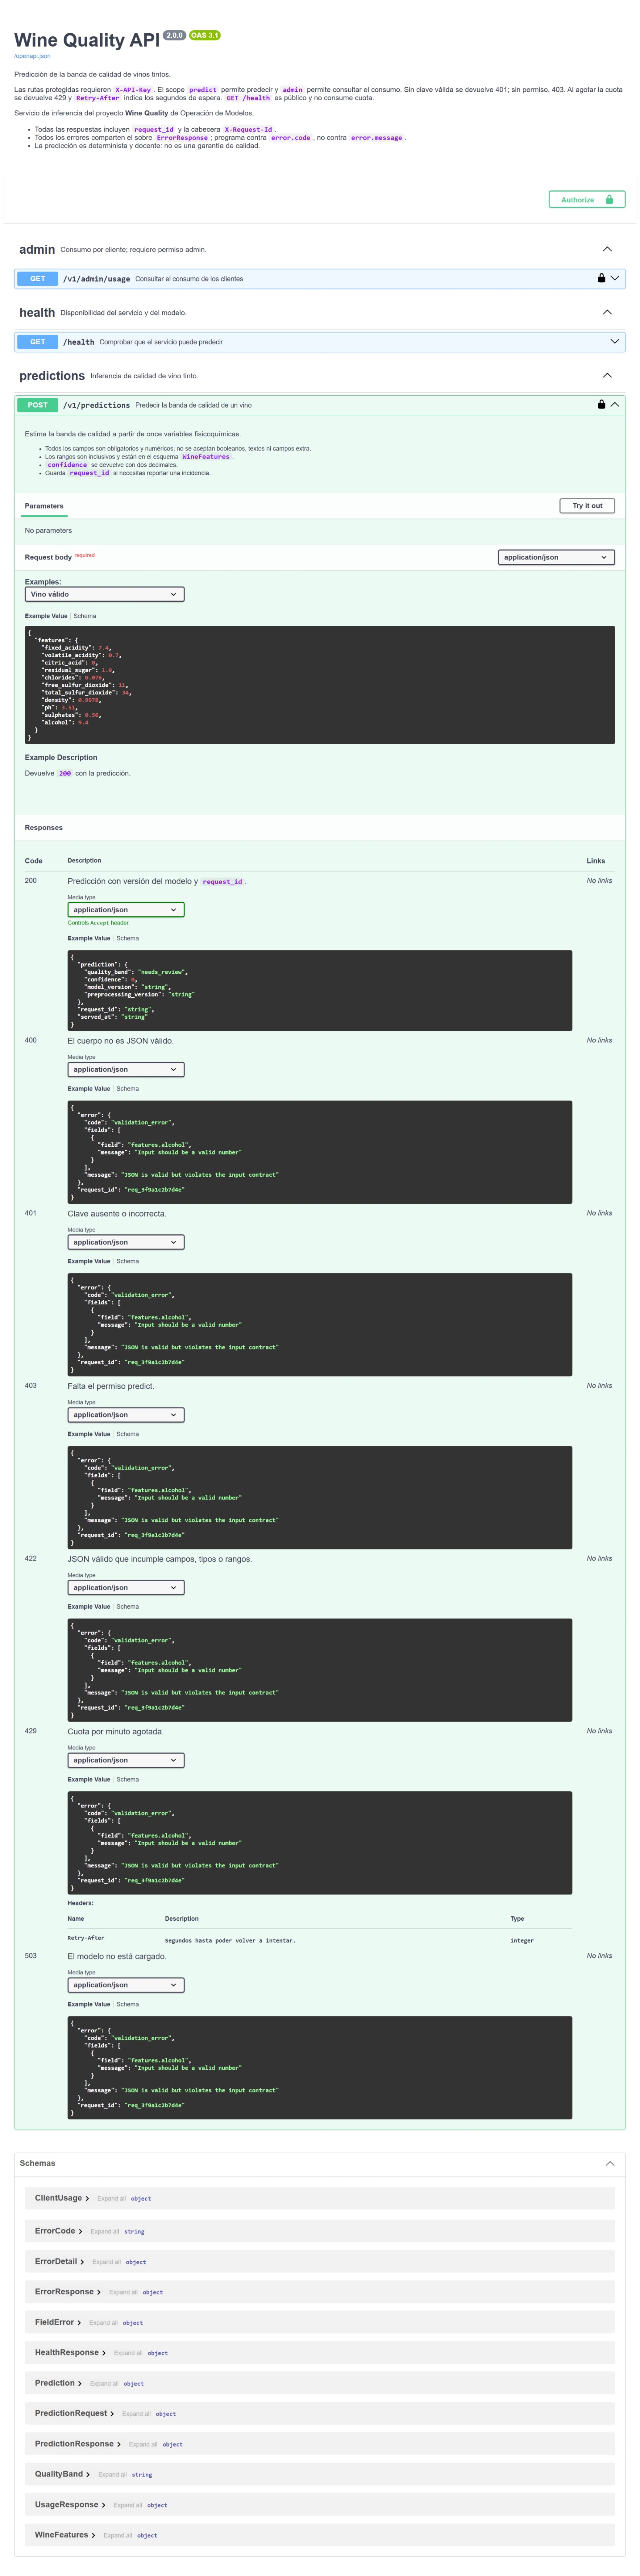 Wine Quality API 2.0.0 OAS 3.1
/openapi.json
Predicción de la banda de calidad de vinos tintos.
Las rutas protegidas requieren X-API-Key. El scope predict permite predecir y admin permite consultar el consumo. Sin clave válida se devuelve 401; sin permiso, 403. Al agotar la cuota
se devuelve 429 y Retry-After indica los segundos de espera. GET /health es público y no consume cuota.
Servicio de inferencia del proyecto Wine Quality de Operación de Modelos.
• Todas las respuestas incluyen request_id y la cabecera X-Request-Id.
• Todos los errores comparten el sobre ErrorResponse; programa contra error.code, no contra error.message.
• La predicción es determinista y docente: no es una garantía de calidad.
Authorize
admin Consumo por cliente; requiere permiso admin.
GET /v1/admin/usage Consultar el consumo de los clientes
health Disponibilidad del servicio y del modelo.
GET /health Comprobar que el servicio puede predecir
predictions Inferencia de calidad de vino tinto.
POST /v1/predictions Predecir la banda de calidad de un vino
Estima la banda de calidad a partir de once variables fisicoquímicas.
• Todos los campos son obligatorios y numéricos; no se aceptan booleanos, textos ni campos extra.
• Los rangos son inclusivos y están en el esquema WineFeatures.
• confidence se devuelve con dos decimales.
• Guarda request_id si necesitas reportar una incidencia.
Parameters Try it out
No parameters
Request body required application/json
Examples:
Vino válido
Example Value | Schema
{
"features": {
"fixed_acidity": 7.4,
"volatile_acidity": 0.7,
"citric_acid": 0,
"residual_sugar": 1.9,
"chlorides": 0.076,
"free_sulfur_dioxide": 11,
"total_sulfur_dioxide": 34,
"density": 0.9978,
"ph": 3.51,
"sulphates": 0.56,
"alcohol": 9.4
}
}
Example Description
Devuelve 200 con la predicción.
Responses
Code Description Links
200 Predicción con versión del modelo y request_id. No links
Media type
application/json
Controls Accept header.
Example Value | Schema
{
"prediction": {
"quality_band": "needs_review",
"confidence": 0,
"model_version": "string",
"preprocessing_version": "string"
},
"request_id": "string",
"served_at": "string"
}
400 El cuerpo no es JSON válido. No links
Media type
application/json
Example Value | Schema
{
"error": {
"code": "validation_error",
"fields": [
{
"field": "features.alcohol",
"message": "Input should be a valid number"
}
],
"message": "JSON is valid but violates the input contract"
},
"request_id": "req_3f9a1c2b7d4e"
}
401 Clave ausente o incorrecta. No links
Media type
application/json
Example Value | Schema
{
"error": {
"code": "validation_error",
"fields": [
{
"field": "features.alcohol",
"message": "Input should be a valid number"
}
],
"message": "JSON is valid but violates the input contract"
},
"request_id": "req_3f9a1c2b7d4e"
}
403 Falta el permiso predict. No links
Media type
application/json
Example Value | Schema
{
"error": {
"code": "validation_error",
"fields": [
{
"field": "features.alcohol",
"message": "Input should be a valid number"
}
],
"message": "JSON is valid but violates the input contract"
},
"request_id": "req_3f9a1c2b7d4e"
}
422 JSON válido que incumple campos, tipos o rangos. No links
Media type
application/json
Example Value | Schema
{
"error": {
"code": "validation_error",
"fields": [
{
"field": "features.alcohol",
"message": "Input should be a valid number"
}
],
"message": "JSON is valid but violates the input contract"
},
"request_id": "req_3f9a1c2b7d4e"
}
429 Cuota por minuto agotada. No links
Media type
application/json
Example Value | Schema
{
"error": {
"code": "validation_error",
"fields": [
{
"field": "features.alcohol",
"message": "Input should be a valid number"
}
],
"message": "JSON is valid but violates the input contract"
},
"request_id": "req_3f9a1c2b7d4e"
}
Headers:
Name Description Type
Retry-After Segundos hasta poder volver a intentar. integer
503 El modelo no está cargado. No links
Media type
application/json
Example Value | Schema
{
"error": {
"code": "validation_error",
"fields": [
{
"field": "features.alcohol",
"message": "Input should be a valid number"
}
],
"message": "JSON is valid but violates the input contract"
},
"request_id": "req_3f9a1c2b7d4e"
}
Schemas
ClientUsage Expand all object
ErrorCode Expand all string
ErrorDetail Expand all object
ErrorResponse Expand all object
FieldError Expand all object
HealthResponse Expand all object
Prediction Expand all object
PredictionRequest Expand all object
PredictionResponse Expand all object
QualityBand Expand all string
UsageResponse Expand all object
WineFeatures Expand all object